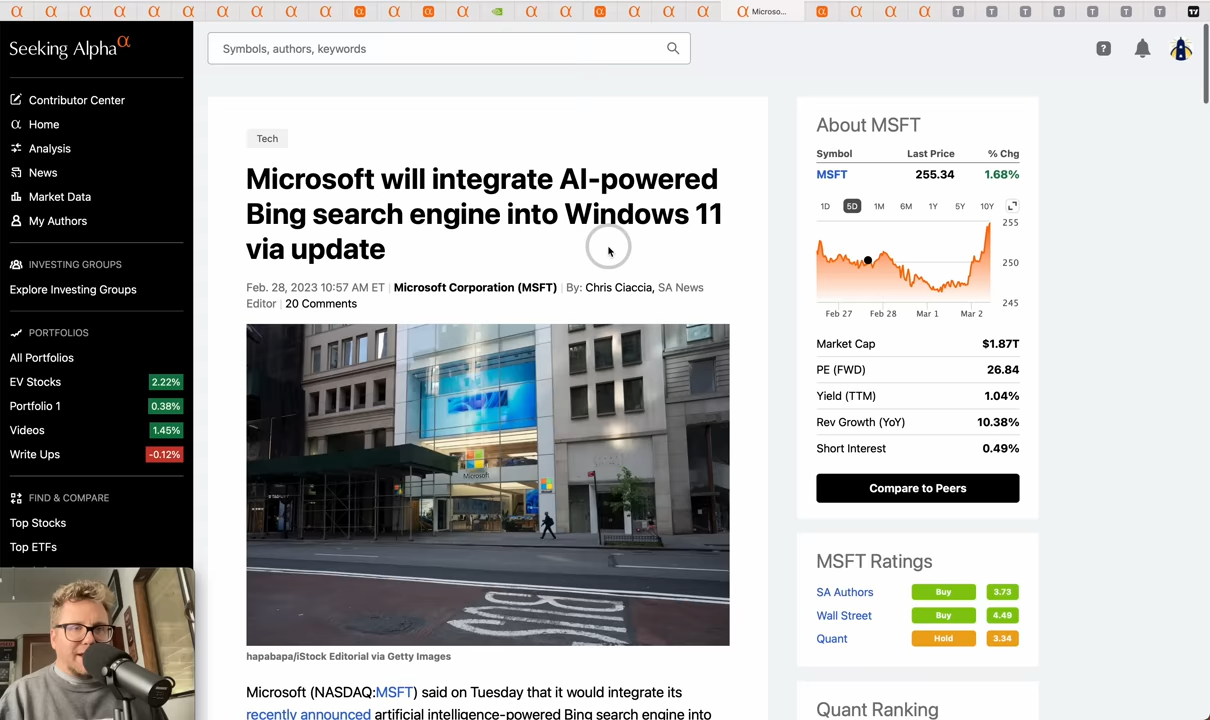 Microso...
T T T T T T T
Seeking Alpha α
Symbols, authors, keywords
?
Contributor Center
Home
Analysis
News
Market Data
My Authors
INVESTING GROUPS
Explore Investing Groups
PORTFOLIOS
All Portfolios
EV Stocks 2.22%
Portfolio 1 0.38%
Videos 1.45%
Write Ups -0.12%
FIND & COMPARE
Top Stocks
Top ETFs
Tech
Microsoft will integrate AI-powered
Bing search engine into Windows 11
via update
Feb. 28, 2023 10:57 AM ET | Microsoft Corporation (MSFT) | By: Chris Ciaccia, SA News
Editor | 20 Comments
Microsoft
BUS
hapabapa/iStock Editorial via Getty Images
Microsoft (NASDAQ:MSFT) said on Tuesday that it would integrate its
recently announced artificial intelligence-powered Bing search engine into
About MSFT
Symbol Last Price % Chg
MSFT 255.34 1.68%
1D 5D 1M 6M 1Y 5Y 10Y
255
250
245
Feb 27 Feb 28 Mar 1 Mar 2
Market Cap $1.87T
PE (FWD) 26.84
Yield (TTM) 1.04%
Rev Growth (YoY) 10.38%
Short Interest 0.49%
Compare to Peers
MSFT Ratings
SA Authors Buy 3.73
Wall Street Buy 4.49
Quant Hold 3.34
Quant Ranking